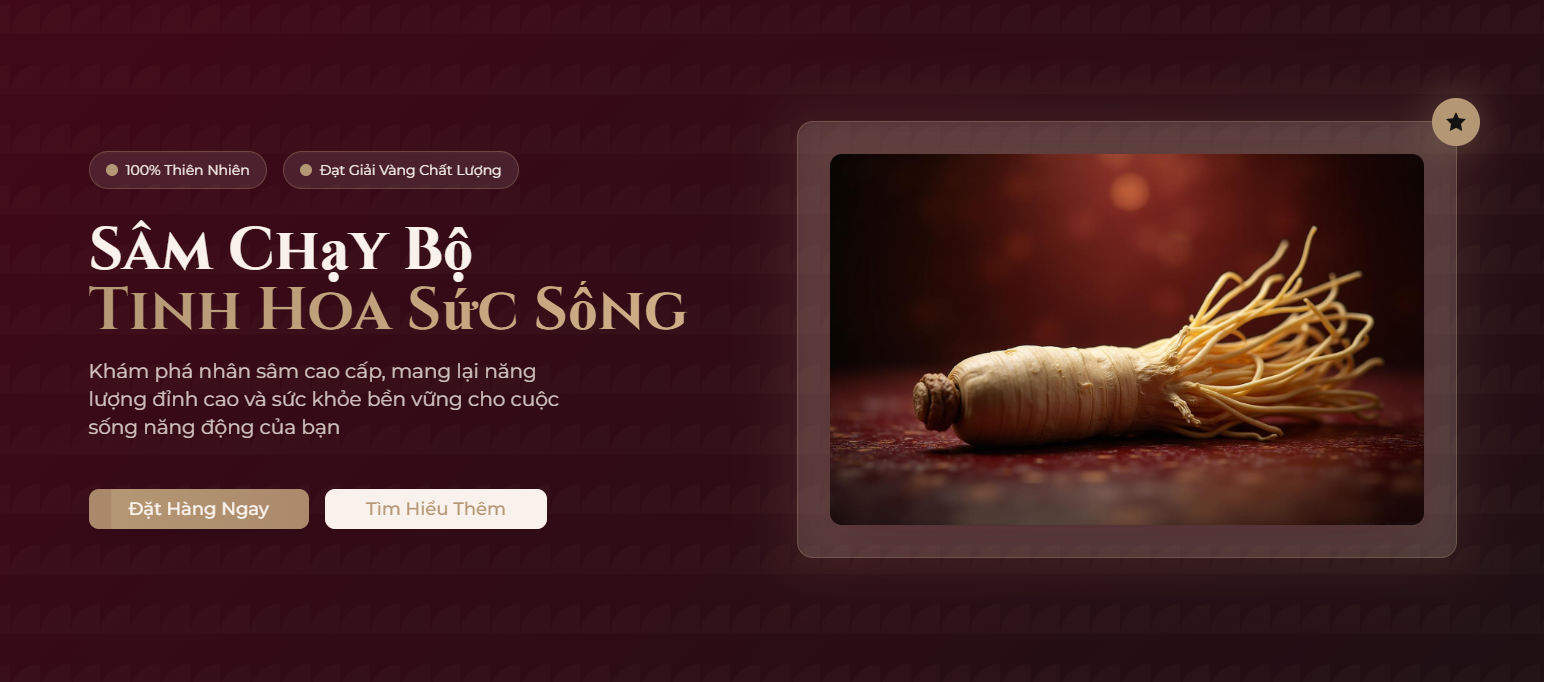 100% Thiên Nhiên
Đạt Giải Vàng Chất Lượng
SÂM CHạY Bộ
TINH HOA SứC SốNG
Khám phá nhân sâm cao cấp, mang lại năng
lượng đỉnh cao và sức khỏe bền vững cho cuộc
sống năng động của bạn
Đặt Hàng Ngay
Tìm Hiểu Thêm